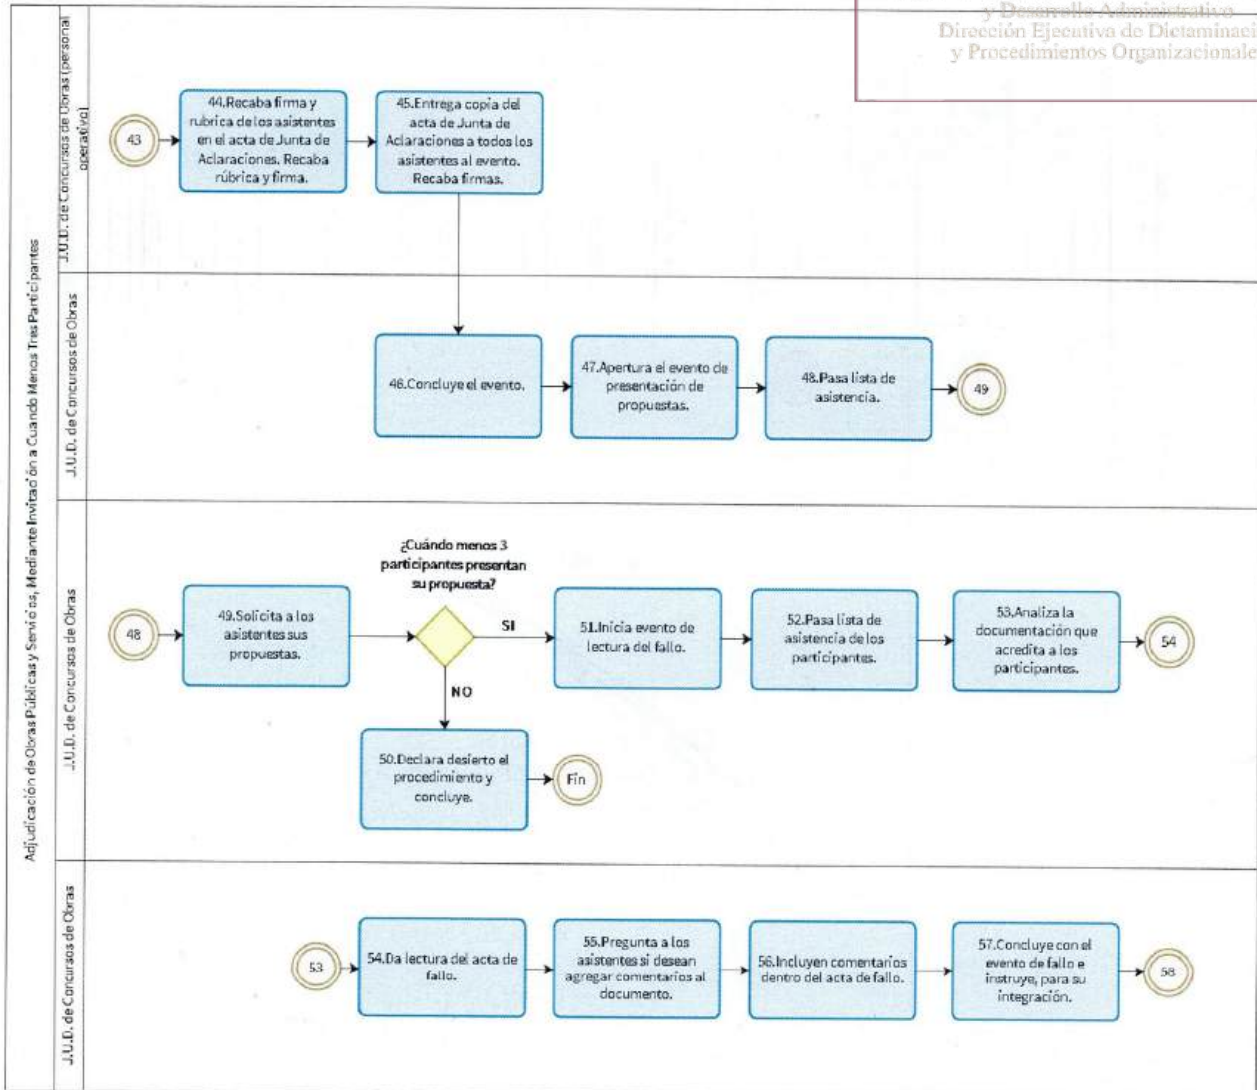 y Desarrollo Administrativo
Dirección Ejecutiva de Dictaminaci
y Procedimientos Organizacionale
Adjudicación de Obras Públicas y Servicios, Mediante Invitación a Cuando Menos Tres Participantes
J.U.D. de Concursos de Obras (personal
operativo)
43
44.Recaba firma y
rubrica de los asistentes
en el acta de Junta de
Aclaraciones. Recaba
rúbrica y firma.
45.Entrega copia del
acta de Junta de
Aclaraciones a todos los
asistentes al evento.
Recaba firmas.
J.U.D. de Concursos de Obras
46.Concluye el evento.
47.Apertura el evento de
presentación de
propuestas.
48.Pasa lista de
asistencia.
49
J.U.D. de Concursos de Obras
48
49.Solicita a los
asistentes sus
propuestas.
¿Cuándo menos 3
participantes presentan
su propuesta?
SI
NO
51.Inicia evento de
lectura del fallo.
52.Pasa lista de
asistencia de los
participantes.
53.Analiza la
documentación que
acredita a los
participantes.
54
50.Declara desierto el
procedimiento y
concluye.
Fin
J.U.D. de Concursos de Obras
53
54.Da lectura del acta de
fallo.
55.Pregunta a los
asistentes si desean
agregar comentarios al
documento.
56.Incluyen comentarios
dentro del acta de fallo.
57.Concluye con el
evento de fallo e
instruye, para su
integración.
58